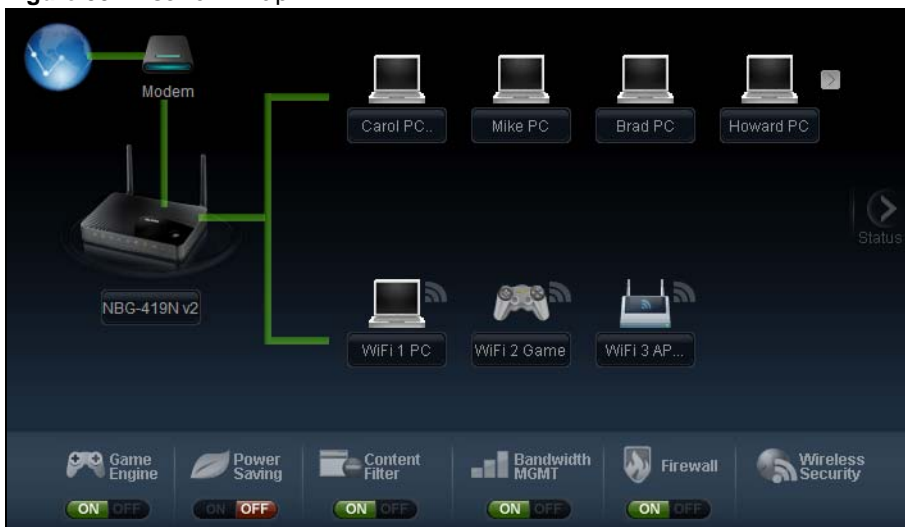 Modem
Carol PC..
Mike PC
Brad PC
Howard PC
Status
NBG-419N v2
WiFi 1 PC
WiFi 2 Game
WiFi 3 AP...
Game
Engine
Power
Saving
Content
Filter
Bandwidth
MGMT
Firewall
Wireless
Security
ON OFF
ON OFF
ON OFF
ON OFF
ON OFF